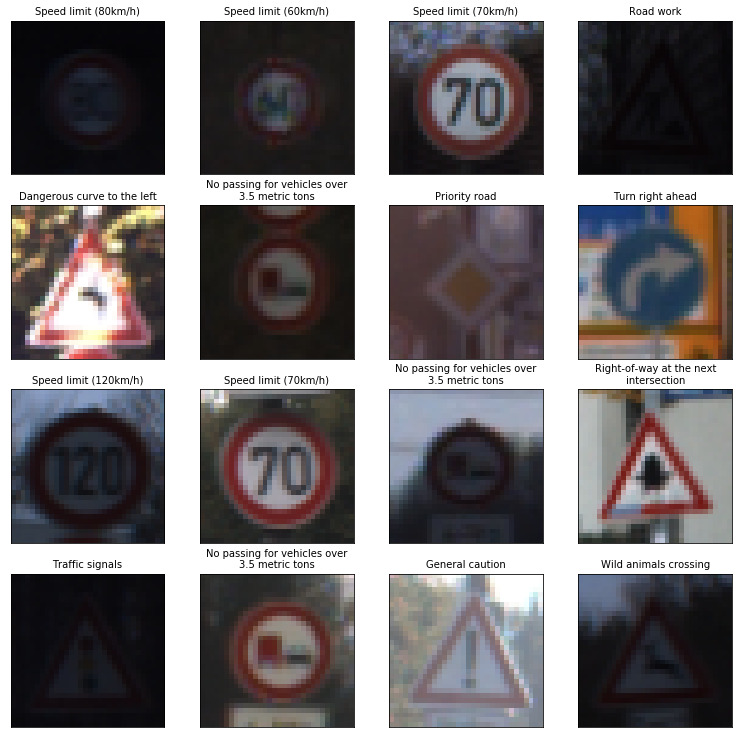 Speed limit (80km/h)
Speed limit (60km/h)
Speed limit (70km/h)
Road work
70
Dangerous curve to the left
No passing for vehicles over
3.5 metric tons
Priority road
Turn right ahead
Speed limit (120km/h)
Speed limit (70km/h)
No passing for vehicles over
3.5 metric tons
Right-of-way at the next
intersection
120
70
Traffic signals
No passing for vehicles over
3.5 metric tons
General caution
Wild animals crossing